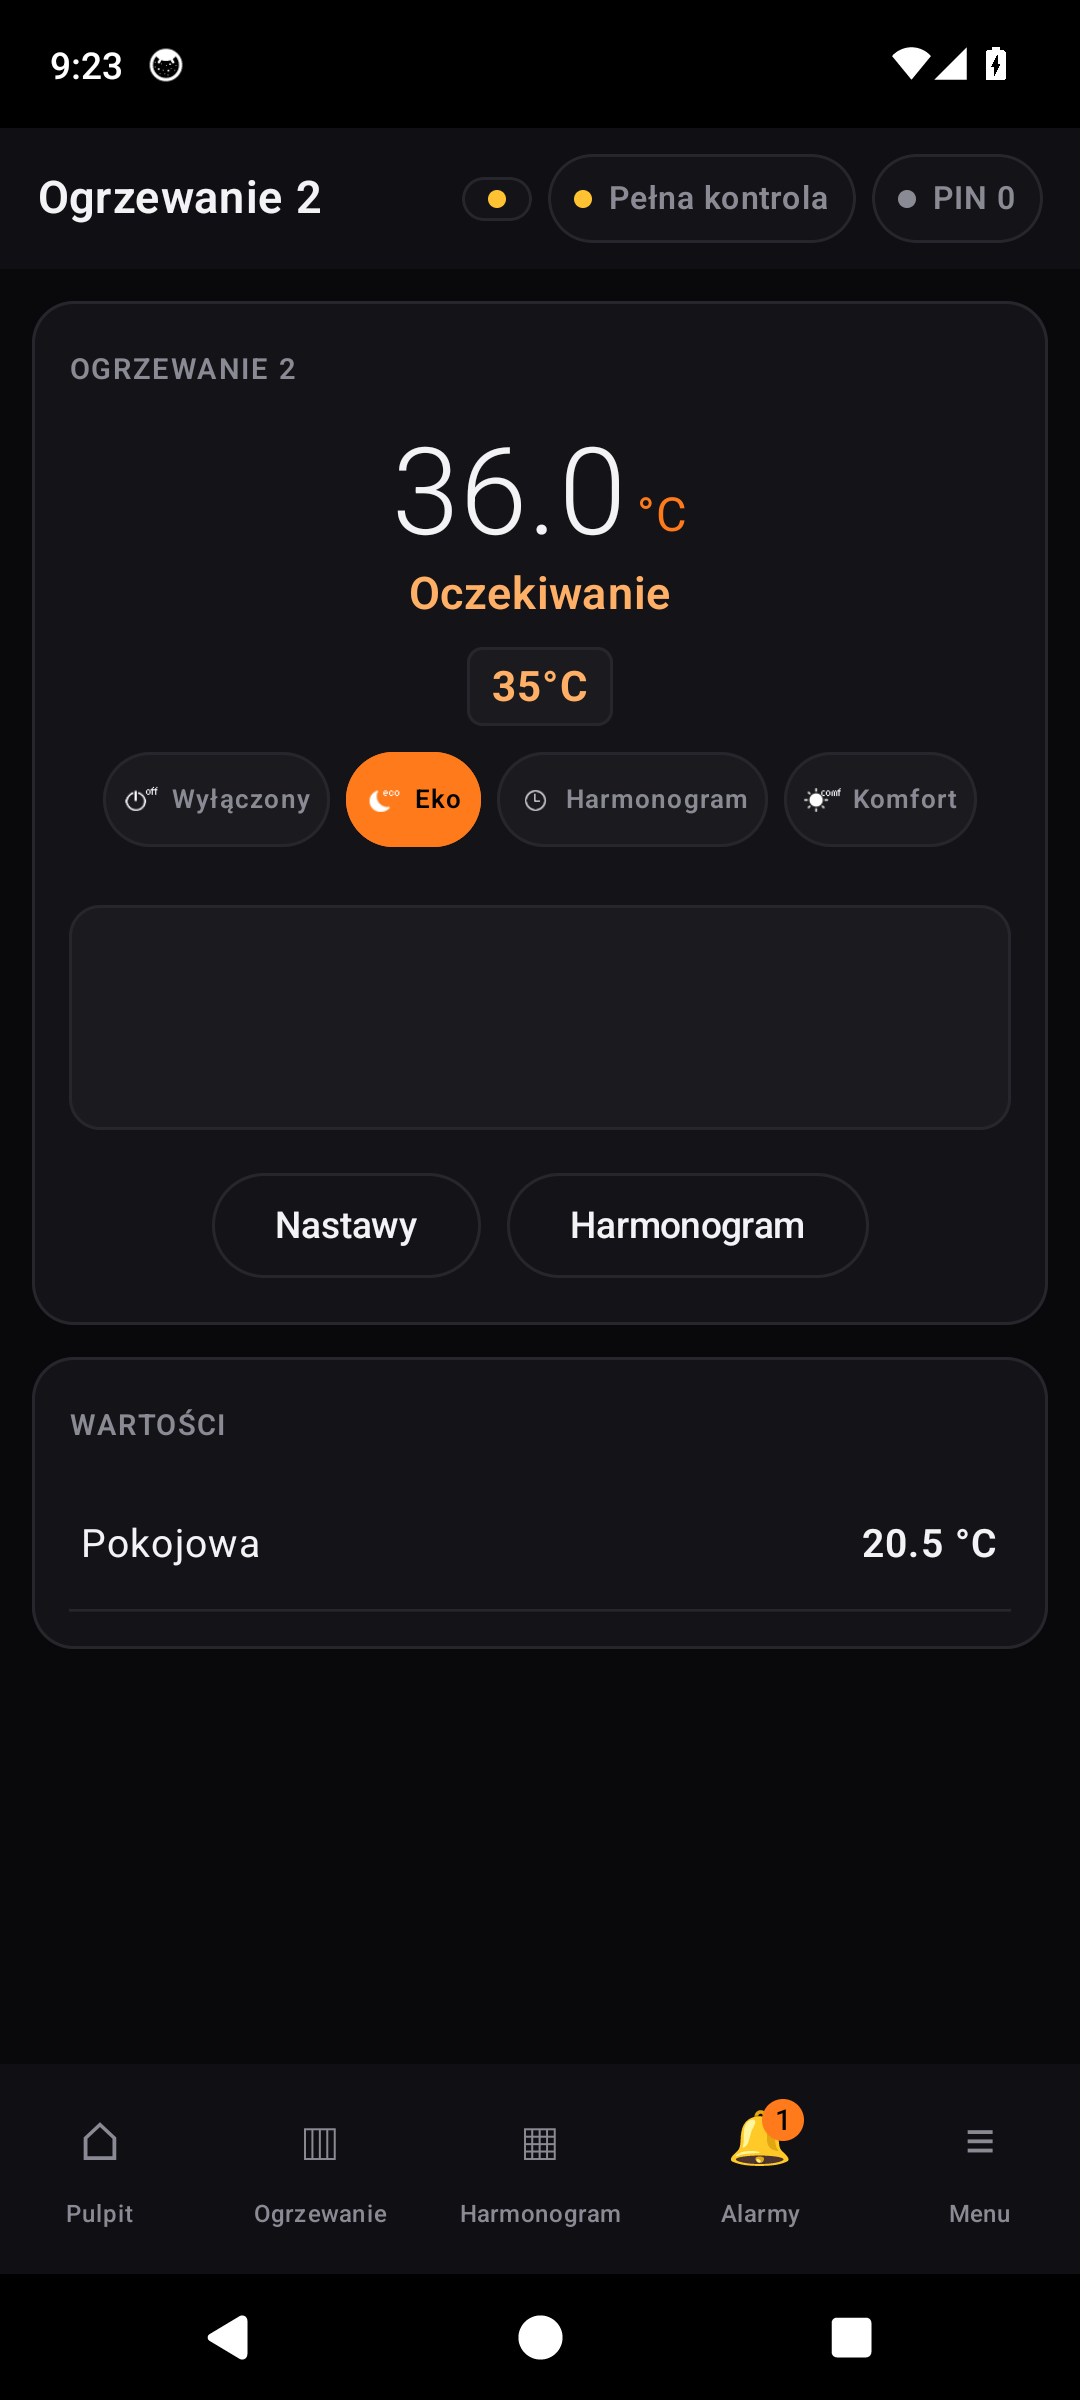 9:23
Ogrzewanie 2
Pełna kontrola
PIN 0
OGRZEWANIE 2
36.0 °C
Oczekiwanie
35°C
off Wyłączony
eco Eko
Harmonogram
comf Komfort
Nastawy
Harmonogram
WARTOŚCI
Pokojowa 20.5 °C
1
Pulpit
Ogrzewanie
Harmonogram
Alarmy
Menu